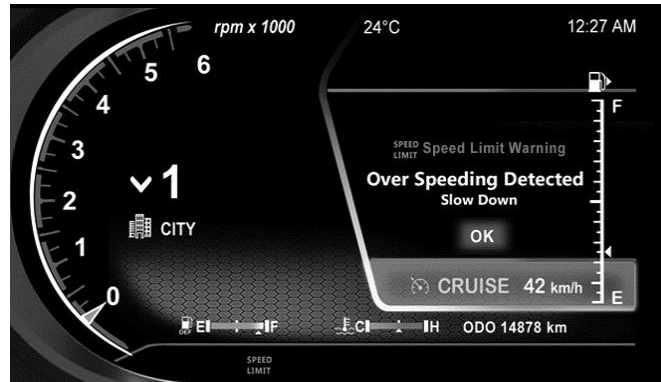 rpm x 1000
24°C
12:27 AM
6
5
4
3
2
1
0
1
CITY
F
SPEED LIMIT Speed Limit Warning
Over Speeding Detected
Slow Down
OK
CRUISE 42 km/h
E
DEF E F
C H
ODO 14878 km
SPEED
LIMIT